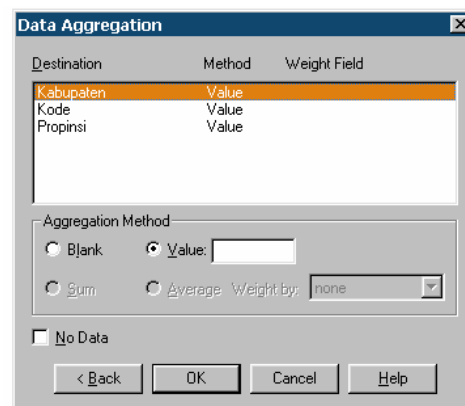 Data Aggregation
Destination Method Weight Field
Kabupaten Value
Kode Value
Propinsi Value
Aggregation Method
Blank Value:
Sum Average Weight by: none
No Data
< Back OK Cancel Help